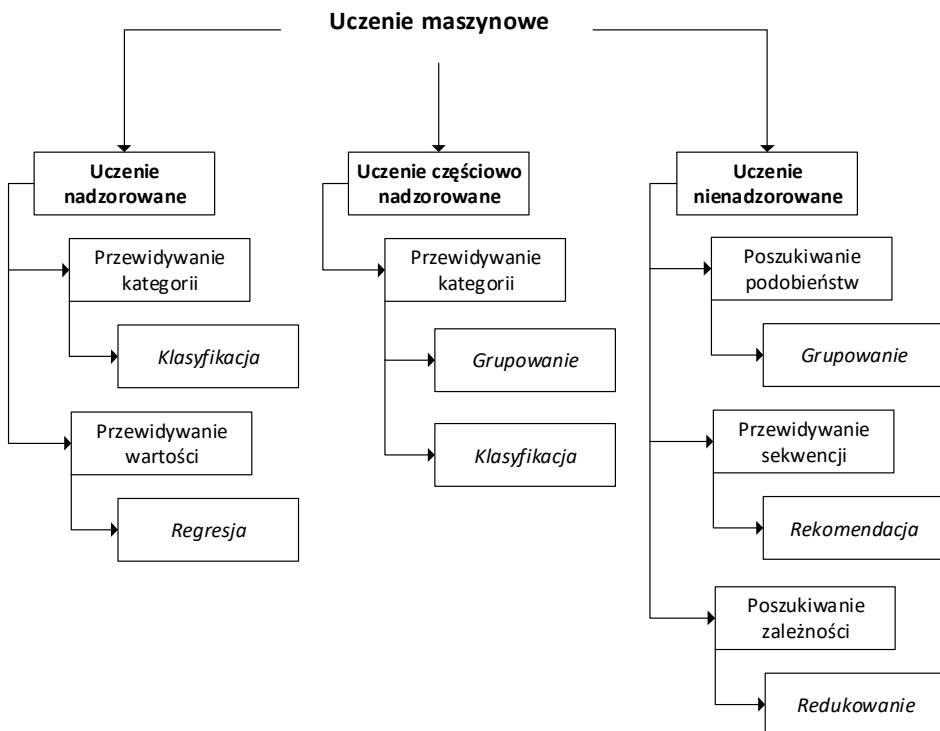 Uczenie maszynowe
Uczenie
nadzorowane
Przewidywanie
kategorii
Klasyfikacja
Przewidywanie
wartości
Regresja
Uczenie częściowo
nadzorowane
Przewidywanie
kategorii
Grupowanie
Klasyfikacja
Uczenie
nienadzorowane
Poszukiwanie
podobieństw
Grupowanie
Przewidywanie
sekwencji
Rekomendacja
Poszukiwanie
zależności
Redukowanie